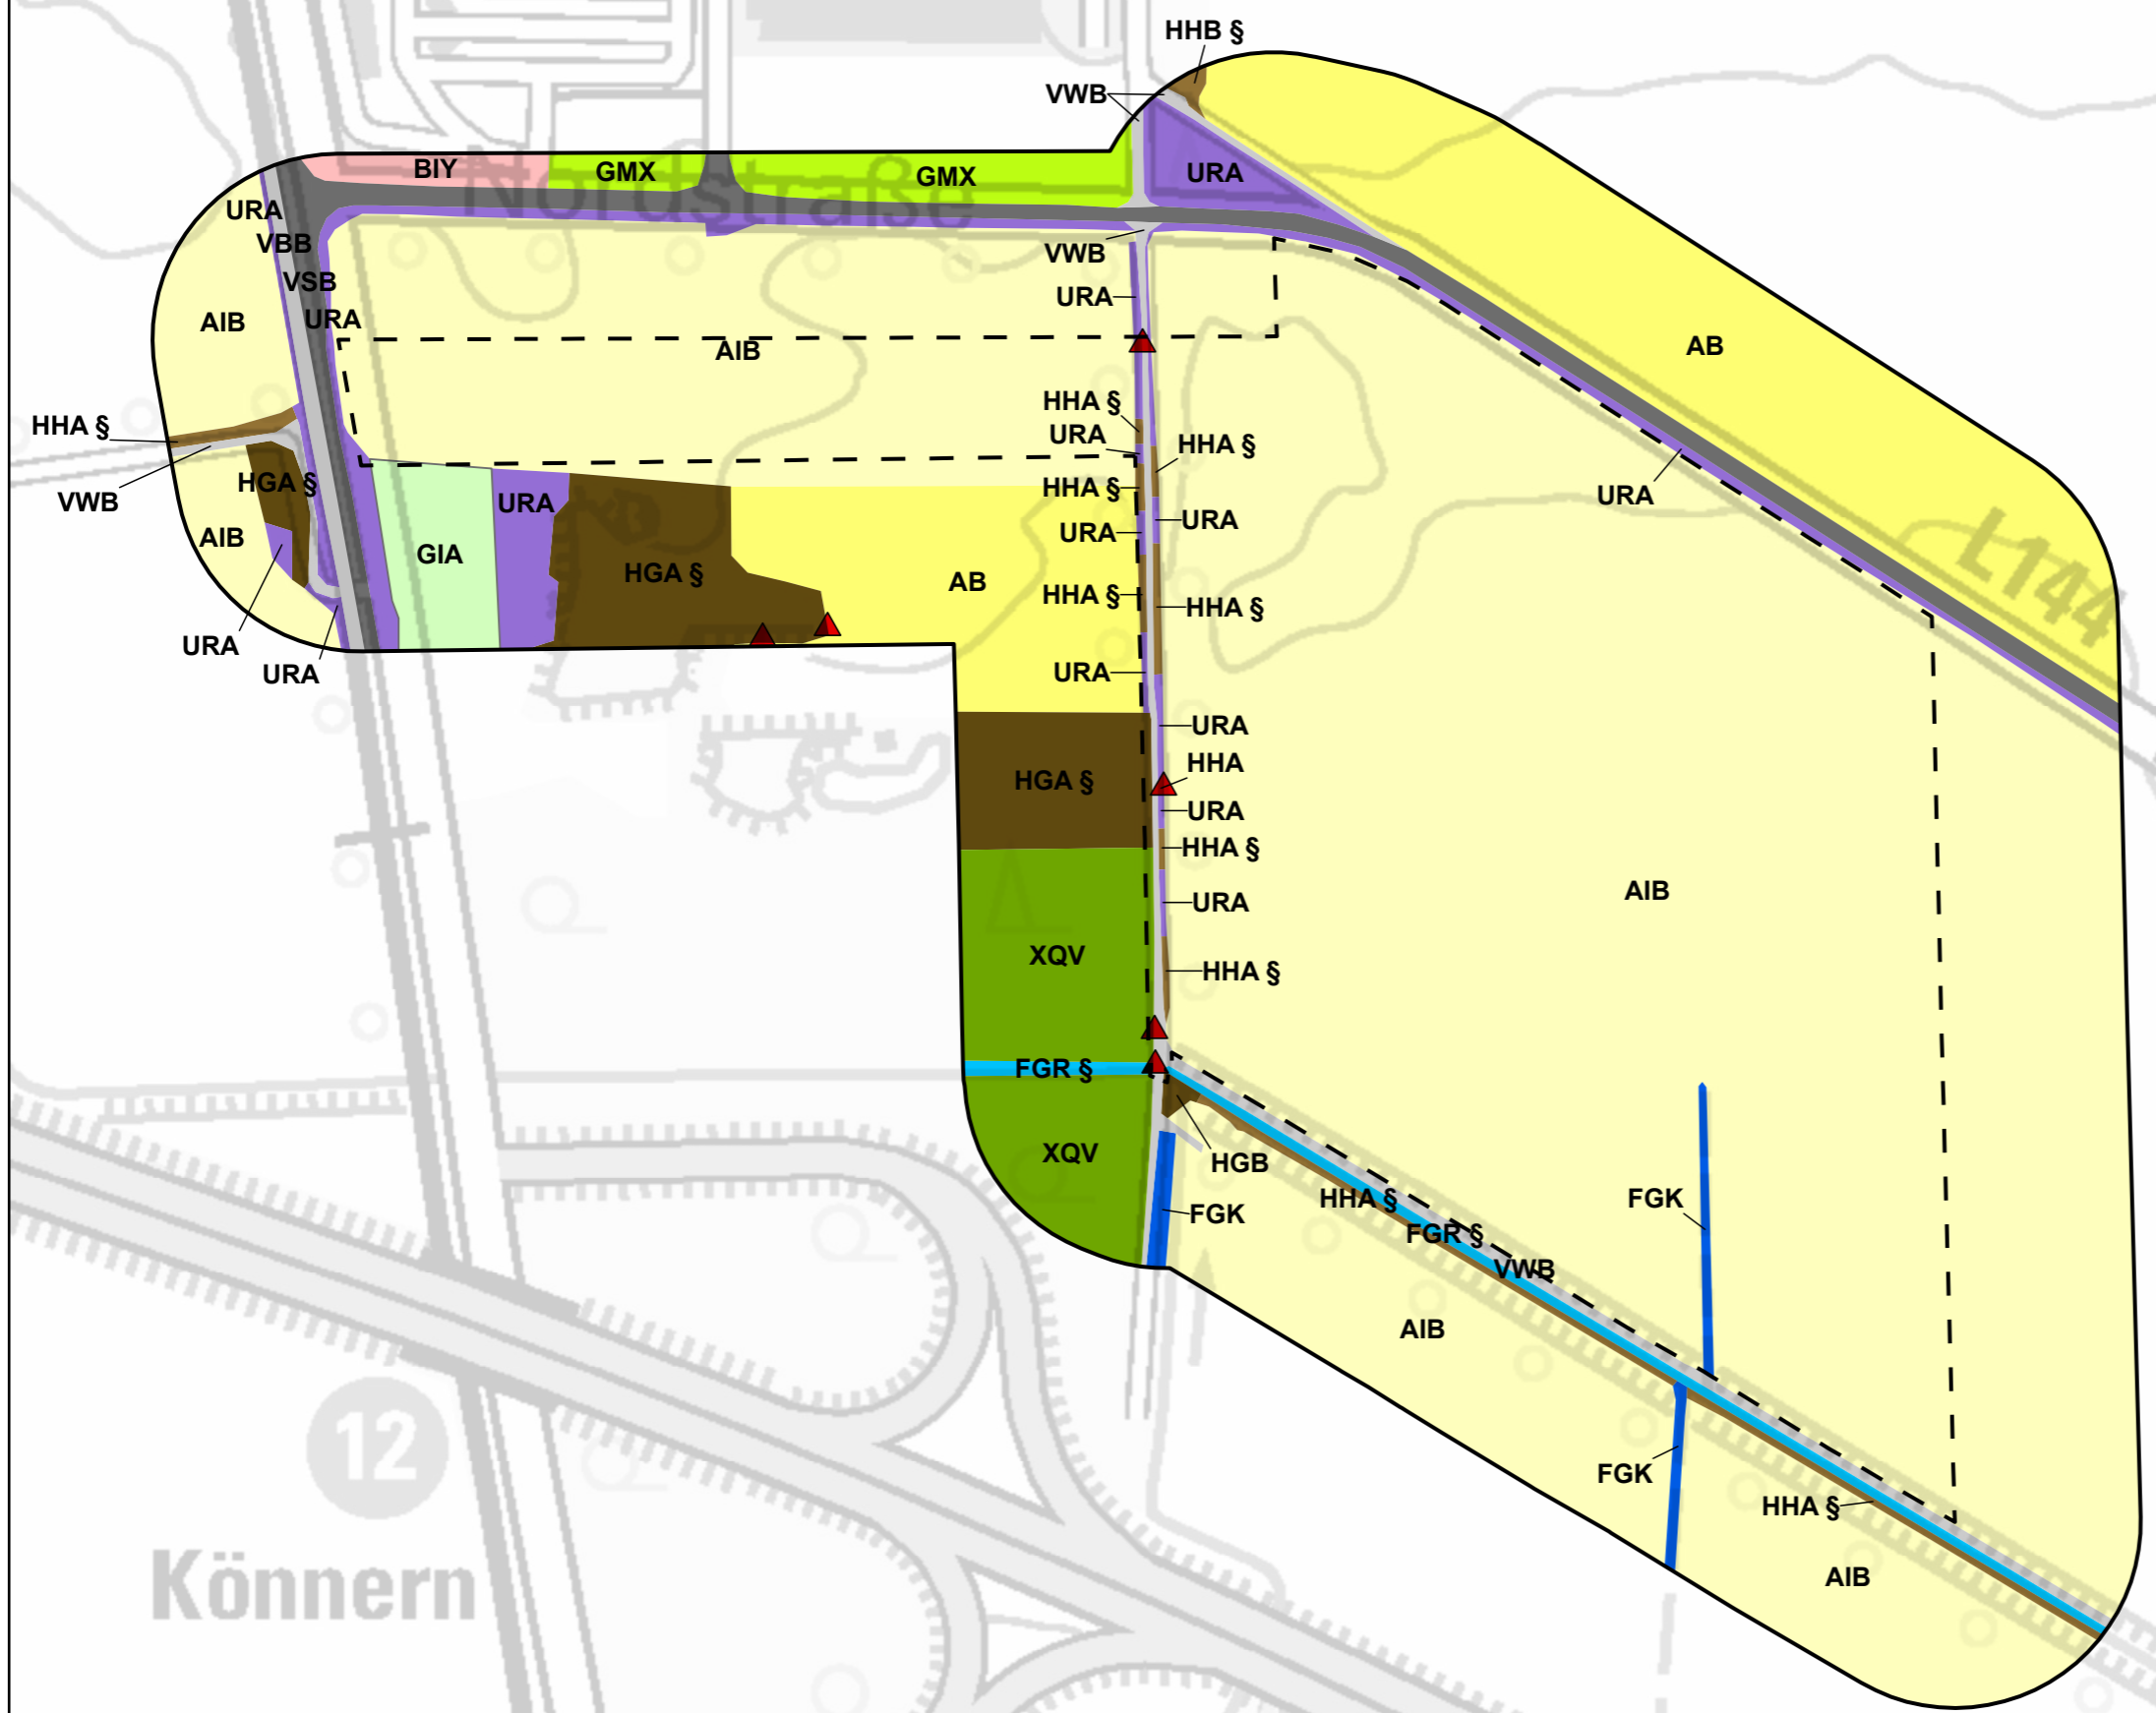 HHB §
VWB
BIY
GMX
GMX
URA
Nordstraße
URA
VBB
VWB
VSB
URA
URA
AIB
AIB
AB
HHA §
HHA §
URA
HHA §
HGA §
VWB
URA
HHA §
URA
URA
URA
AIB
GIA
HGA §
AB
L144
HHA §
HHA §
URA
URA
URA
URA
HHA
HGA §
URA
HHA §
AIB
URA
XQV
HHA §
FGR §
XQV
HGB
HHA §
FGK
FGK
FGR §
VWB
AIB
12
FGK
HHA §
Könnern
AIB